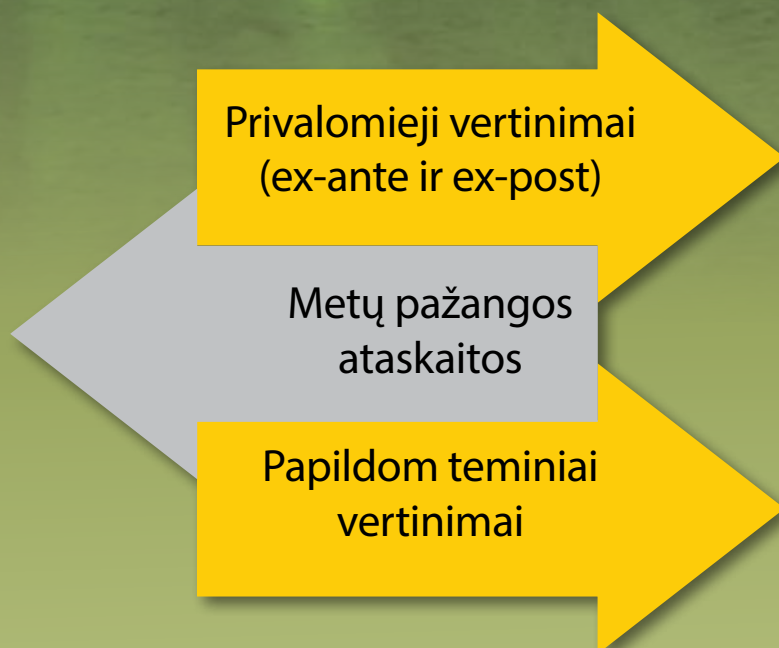 Privalomieji vertinimai
(ex-ante ir ex-post)
Metų pažangos
ataskaitos
Papildom teminiai
vertinimai